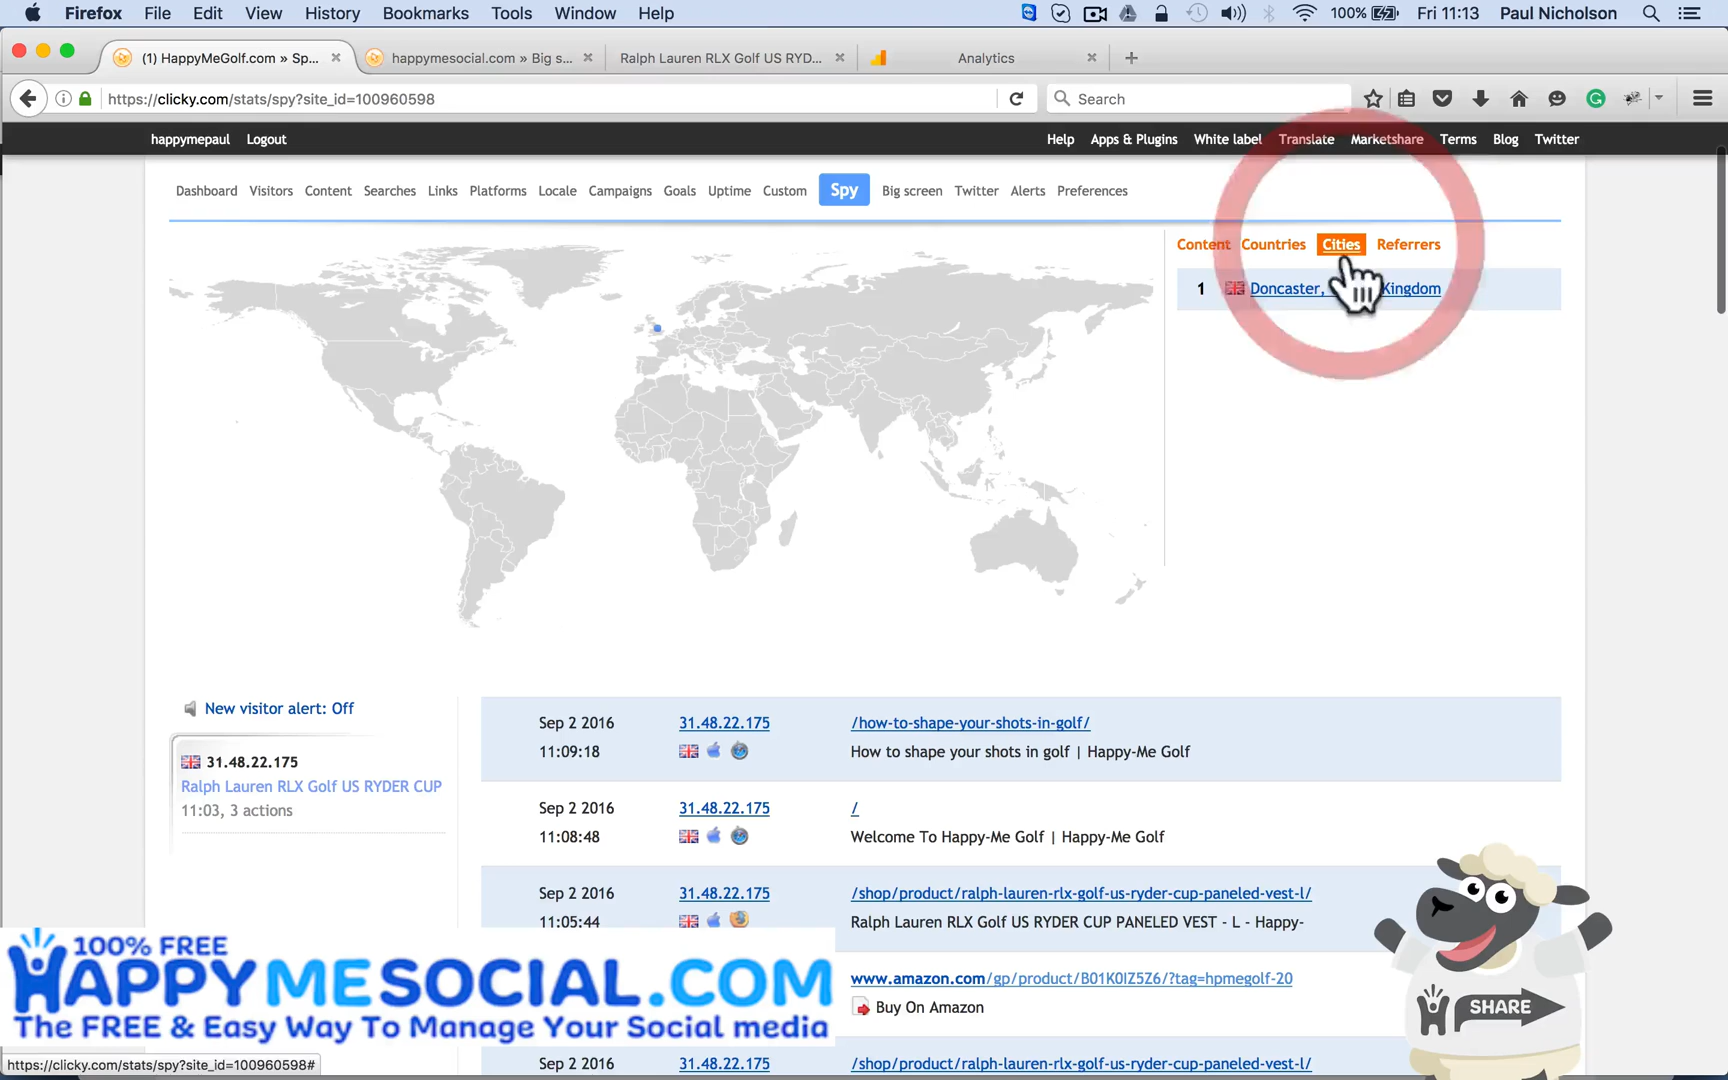 Firefox File Edit View History Bookmarks Tools Window Help 100% Fri 11:13 Paul Nicholson
(1) HappyMeGolf.com » Sp... happymesocial.com » Big s... Ralph Lauren RLX Golf US RYD... Analytics
https://clicky.com/stats/spy?site_id=100960598 Search
happymepaul Logout Help Apps & Plugins White label Translate Marketshare Terms Blog Twitter
Dashboard Visitors Content Searches Links Platforms Locale Campaigns Goals Uptime Custom Spy Big screen Twitter Alerts Preferences
Content Countries Cities Referrers
1 Doncaster, Kingdom
New visitor alert: Off
31.48.22.175
Ralph Lauren RLX Golf US RYDER CUP
11:03, 3 actions
Sep 2 2016 31.48.22.175 /how-to-shape-your-shots-in-golf/
11:09:18 How to shape your shots in golf | Happy-Me Golf
Sep 2 2016 31.48.22.175 /
11:08:48 Welcome To Happy-Me Golf | Happy-Me Golf
Sep 2 2016 31.48.22.175 /shop/product/ralph-lauren-rlx-golf-us-ryder-cup-paneled-vest-l/
11:05:44 Ralph Lauren RLX Golf US RYDER CUP PANELED VEST - L - Happy-
www.amazon.com/gp/product/B01K0IZ5Z6/?tag=hpmegolf-20
Buy On Amazon
Sep 2 2016 31.48.22.175 /shop/product/ralph-lauren-rlx-golf-us-ryder-cup-paneled-vest-l/
100% FREE
HAPPYMESOCIAL.COM
The FREE & Easy Way To Manage Your Social media
SHARE
https://clicky.com/stats/spy?site_id=100960598#